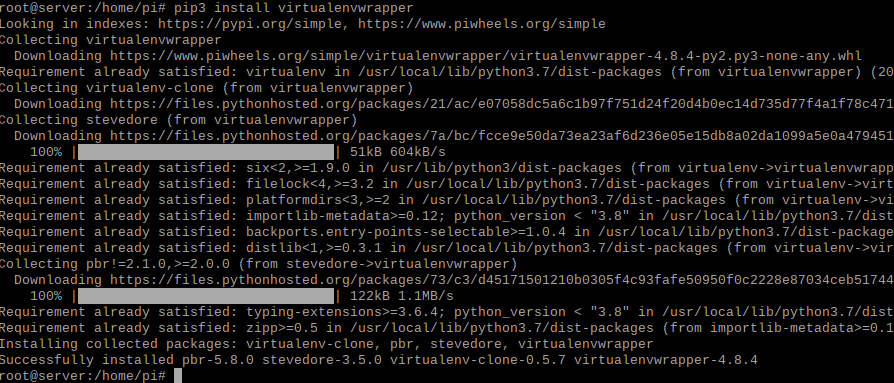 root@server:/home/pi# pip3 install virtualenvwrapper
Looking in indexes: https://pypi.org/simple, https://www.piwheels.org/simple
Collecting virtualenvwrapper
  Downloading https://www.piwheels.org/simple/virtualenvwrapper/virtualenvwrapper-4.8.4-py2.py3-none-any.whl
Requirement already satisfied: virtualenv in /usr/local/lib/python3.7/dist-packages (from virtualenvwrapper) (20
Collecting virtualenv-clone (from virtualenvwrapper)
  Downloading https://files.pythonhosted.org/packages/21/ac/e07058dc5a6c1b97f751d24f20d4b0ec14d735d77f4a1f78c471
Collecting stevedore (from virtualenvwrapper)
  Downloading https://files.pythonhosted.org/packages/7a/bc/fcce9e50da73ea23af6d236e05e15db8a02da1099a5e0a479451
    100% | | 51kB 604kB/s
Requirement already satisfied: six<2,>=1.9.0 in /usr/lib/python3/dist-packages (from virtualenv->virtualenvwrapp
Requirement already satisfied: filelock<4,>=3.2 in /usr/local/lib/python3.7/dist-packages (from virtualenv->virt
Requirement already satisfied: platformdirs<3,>=2 in /usr/local/lib/python3.7/dist-packages (from virtualenv->vi
Requirement already satisfied: importlib-metadata>=0.12; python_version < "3.8" in /usr/local/lib/python3.7/dist
Requirement already satisfied: backports.entry-points-selectable>=1.0.4 in /usr/local/lib/python3.7/dist-package
Requirement already satisfied: distlib<1,>=0.3.1 in /usr/local/lib/python3.7/dist-packages (from virtualenv->vir
Collecting pbr!=2.1.0,>=2.0.0 (from stevedore->virtualenvwrapper)
  Downloading https://files.pythonhosted.org/packages/73/c3/d45171501210b0305f4c93fafe50950f0c2228e87034ceb51744
    100% | | 122kB 1.1MB/s
Requirement already satisfied: typing-extensions>=3.6.4; python_version < "3.8" in /usr/local/lib/python3.7/dist
Requirement already satisfied: zipp>=0.5 in /usr/local/lib/python3.7/dist-packages (from importlib-metadata>=0.1
Installing collected packages: virtualenv-clone, pbr, stevedore, virtualenvwrapper
Successfully installed pbr-5.8.0 stevedore-3.5.0 virtualenv-clone-0.5.7 virtualenvwrapper-4.8.4
root@server:/home/pi#